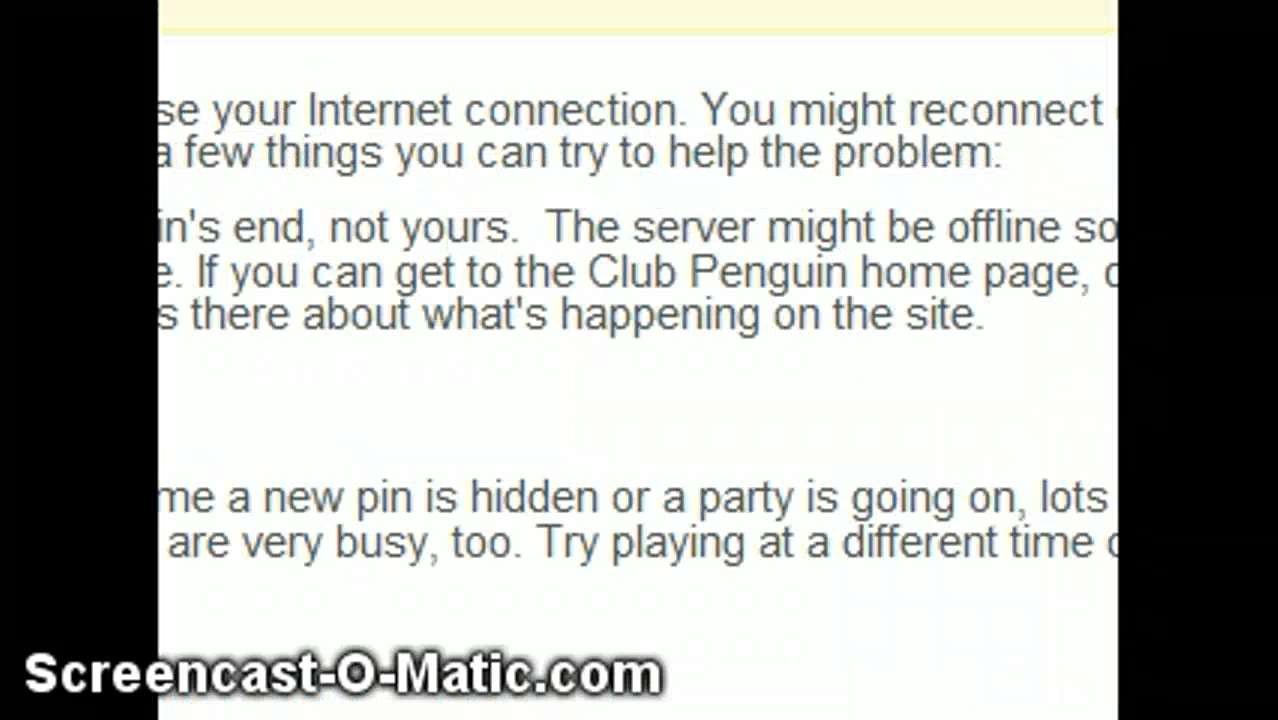 se your Internet connection. You might reconnect
a few things you can try to help the problem:
in's end, not yours.  The server might be offline so
e. If you can get to the Club Penguin home page,
s there about what's happening on the site.
me a new pin is hidden or a party is going on, lots
are very busy, too. Try playing at a different time
Screencast-O-Matic.com